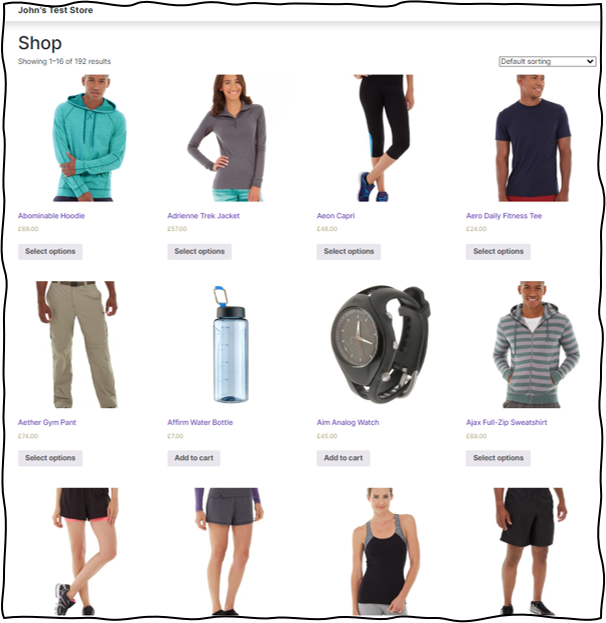 John's Test Store
Shop
Showing 1–16 of 192 results
Default sorting
Abominable Hoodie
Adrienne Trek Jacket
Aeon Capri
Aero Daily Fitness Tee
£69.00
£57.00
£48.00
£24.00
Select options
Select options
Select options
Select options
Aether Gym Pant
Affirm Water Bottle
Aim Analog Watch
Ajax Full-Zip Sweatshirt
£74.00
£7.00
£45.00
£69.00
Select options
Add to cart
Add to cart
Select options